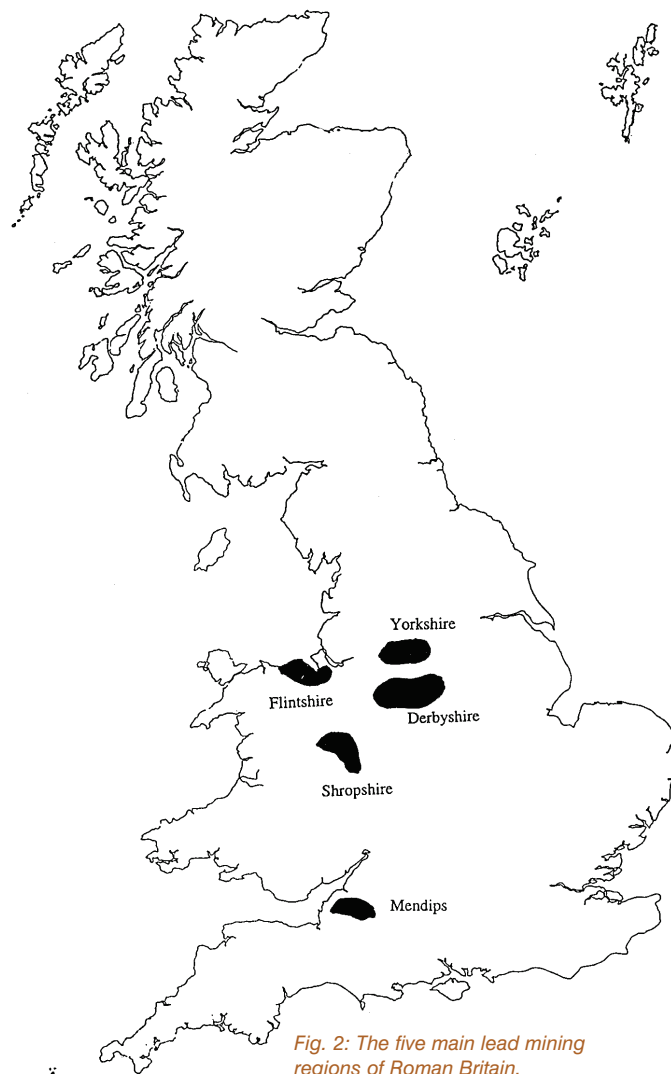 Yorkshire
Flintshire
Derbyshire
Shropshire
Mendips
Fig. 2: The five main lead mining
regions of Roman Britain.